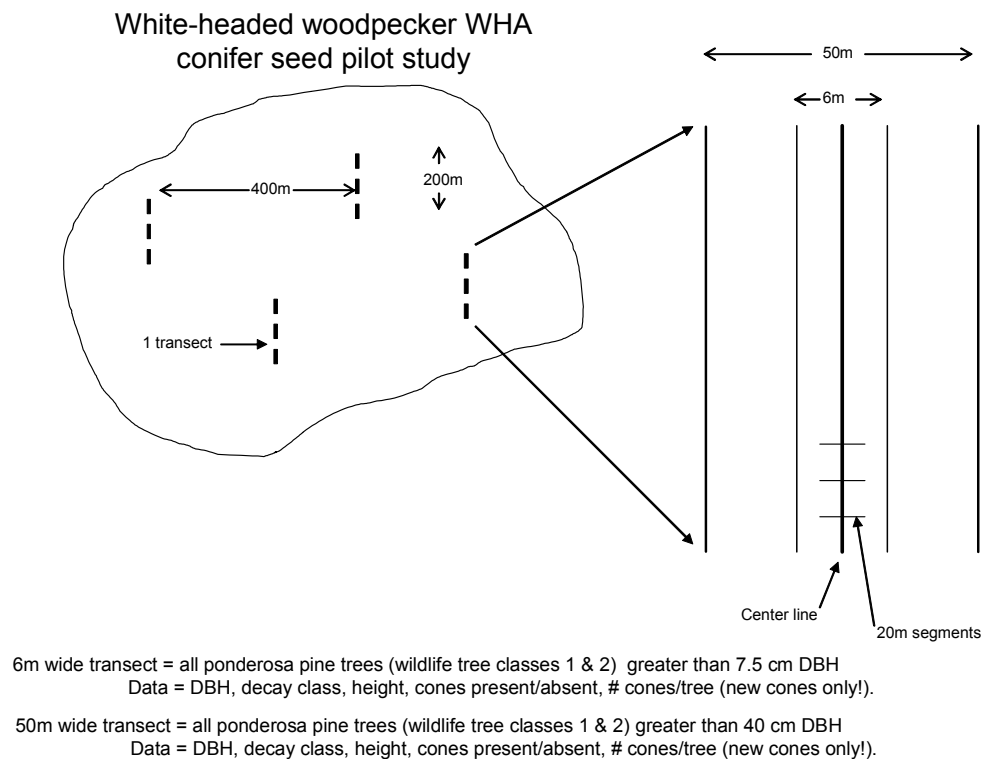 White-headed woodpecker WHA
conifer seed pilot study
50m
6m
400m
200m
1 transect
Center line
20m segments
6m wide transect = all ponderosa pine trees (wildlife tree classes 1 & 2) greater than 7.5 cm DBH
Data = DBH, decay class, height, cones present/absent, # cones/tree (new cones only!).
50m wide transect = all ponderosa pine trees (wildlife tree classes 1 & 2) greater than 40 cm DBH
Data = DBH, decay class, height, cones present/absent, # cones/tree (new cones only!).